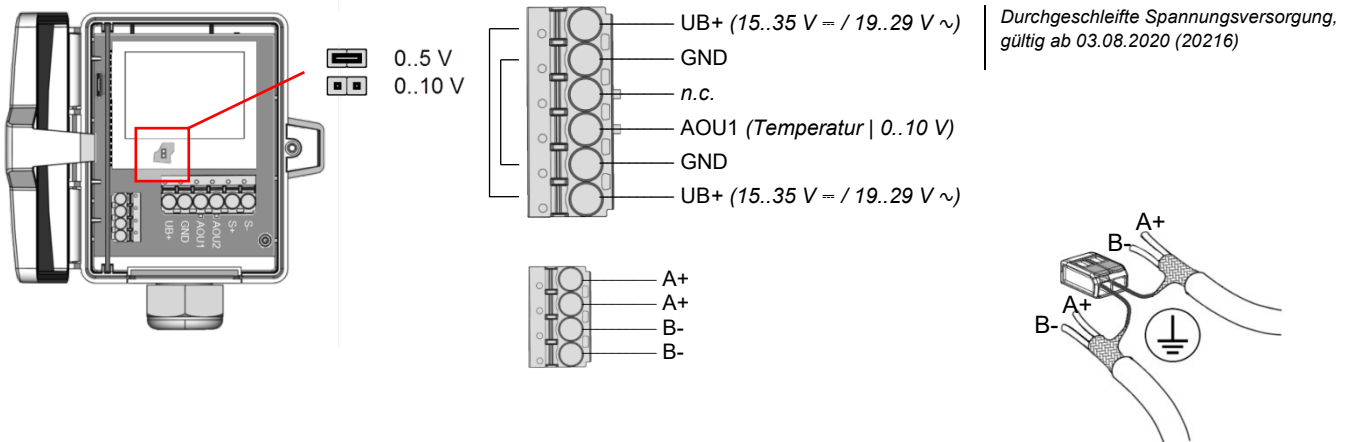 0..5 V
0..10 V
UB+
GND
AOU1
AOU2
S+
S-
UB+ (15..35 V ⎓ / 19..29 V ∿)
GND
n.c.
AOU1 (Temperatur | 0..10 V)
GND
UB+ (15..35 V ⎓ / 19..29 V ∿)
Durchgeschleifte Spannungsversorgung,
gültig ab 03.08.2020 (20216)
A+
A+
B-
B-
A+
B-
A+
B-